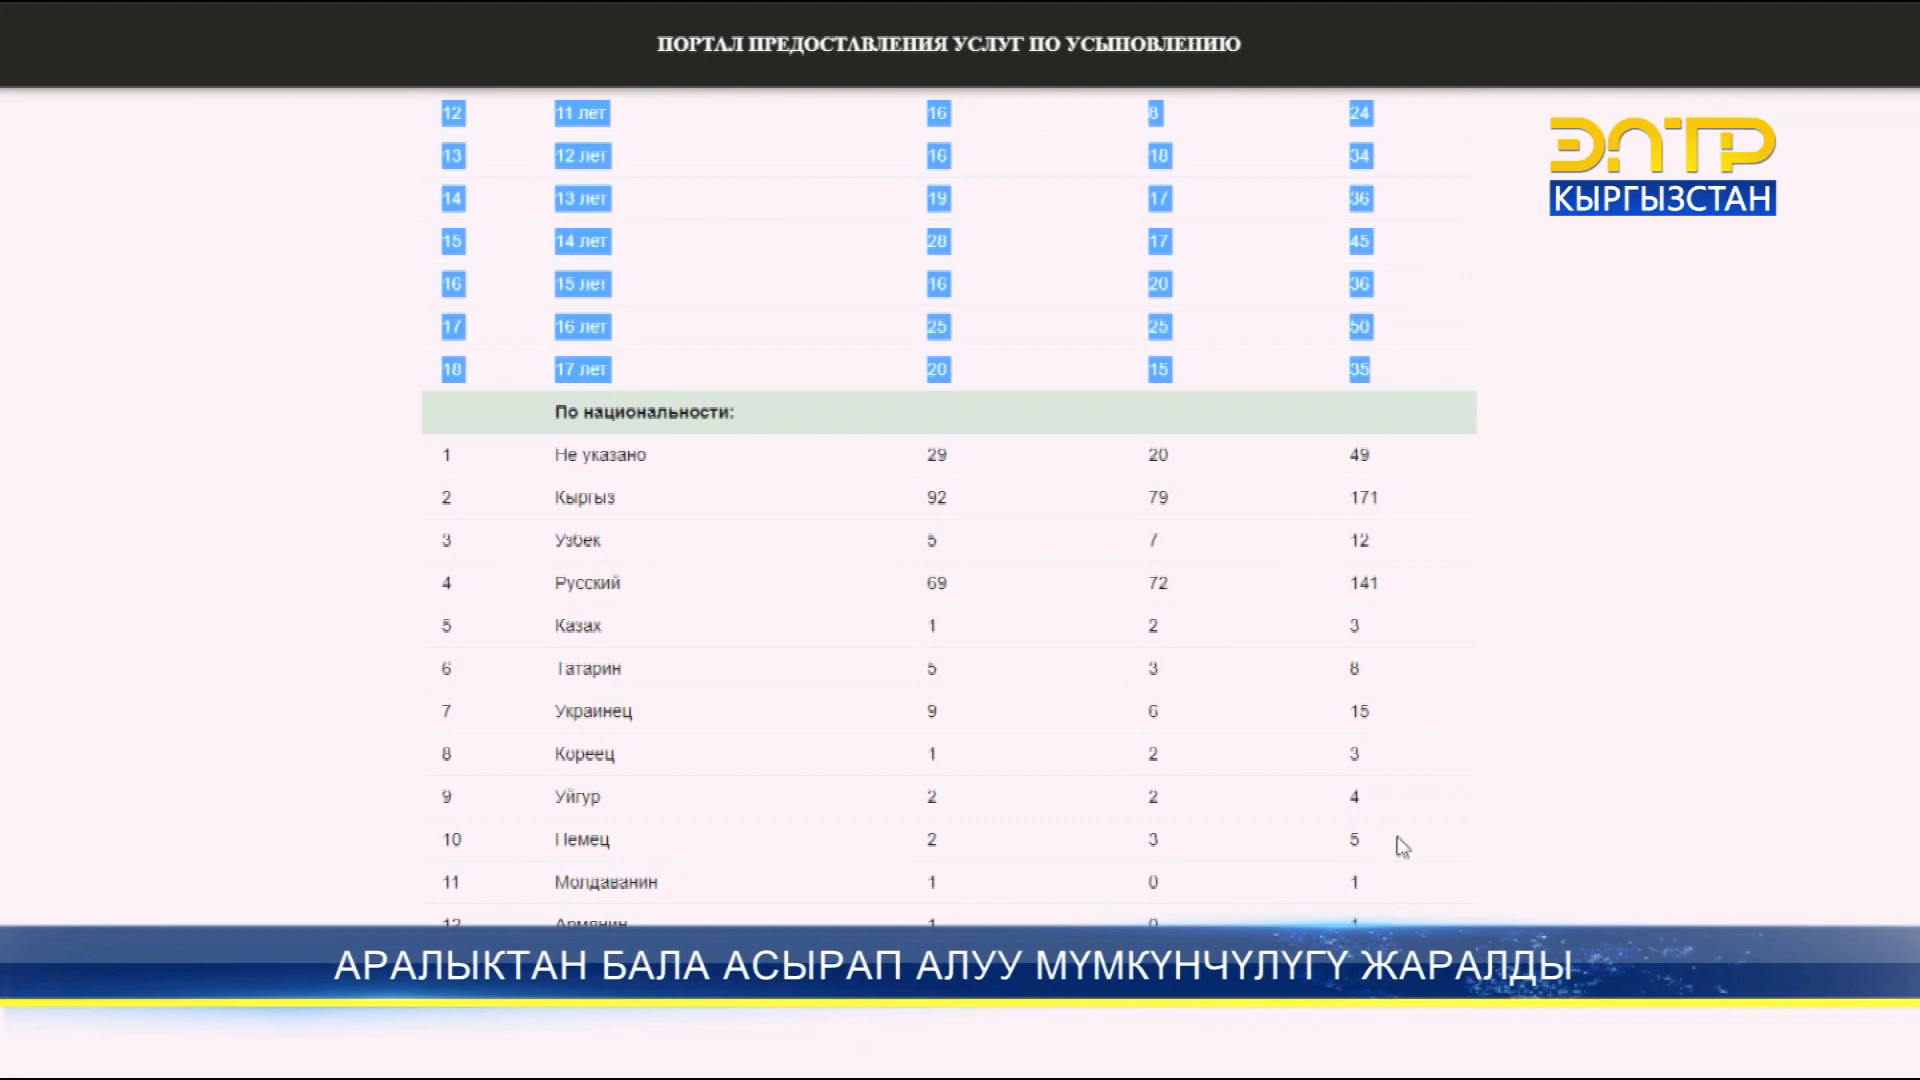 ПОРТАЛ ПРЕДОСТАВЛЕНИЯ УСЛУГ ПО УСЫНОВЛЕНИЮ
12 11 лет 16 8 24
13 12 лет 16 18 34
14 13 лет 19 17 36
15 14 лет 28 17 45
16 15 лет 16 20 36
17 16 лет 25 25 50
18 17 лет 20 15 35
ЭЛТР
КЫРГЫЗСТАН
По национальности:
1 Не указано 29 20 49
2 Кыргыз 92 79 171
3 Узбек 5 7 12
4 Русский 69 72 141
5 Казах 1 2 3
6 Татарин 5 3 8
7 Украинец 9 6 15
8 Кореец 1 2 3
9 Уйгур 2 2 4
10 Немец 2 3 5
11 Молдаванин 1 0 1
12 Армянин 1 0 1
АРАЛЫКТАН БАЛА АСЫРАП АЛУУ МҮМКҮНЧҮЛҮГҮ ЖАРАЛДЫ